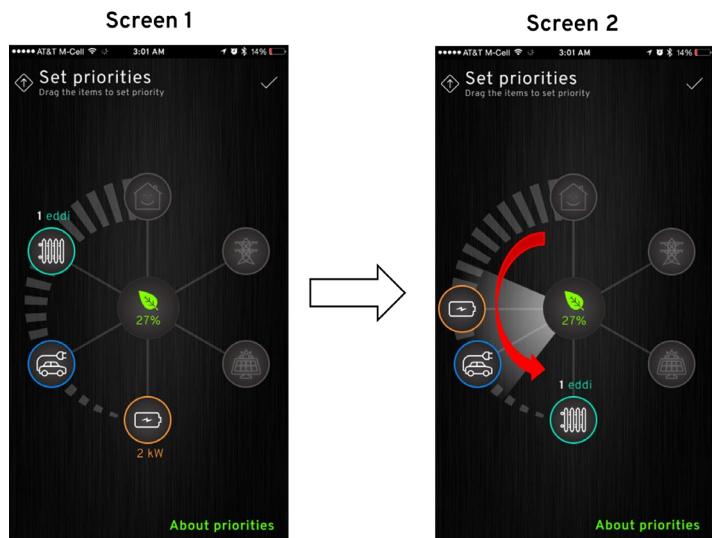 Screen 1
Screen 2
AT&T M-Cell 3:01 AM 14%
Set priorities
Drag the items to set priority
1 eddi
27%
2 kW
About priorities
AT&T M-Cell 3:01 AM 14%
Set priorities
Drag the items to set priority
27%
1 eddi
About priorities